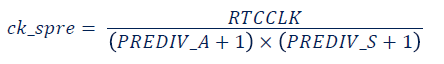 ck_spre = RTCCLK / (PREDIV_A + 1) × (PREDIV_S + 1)